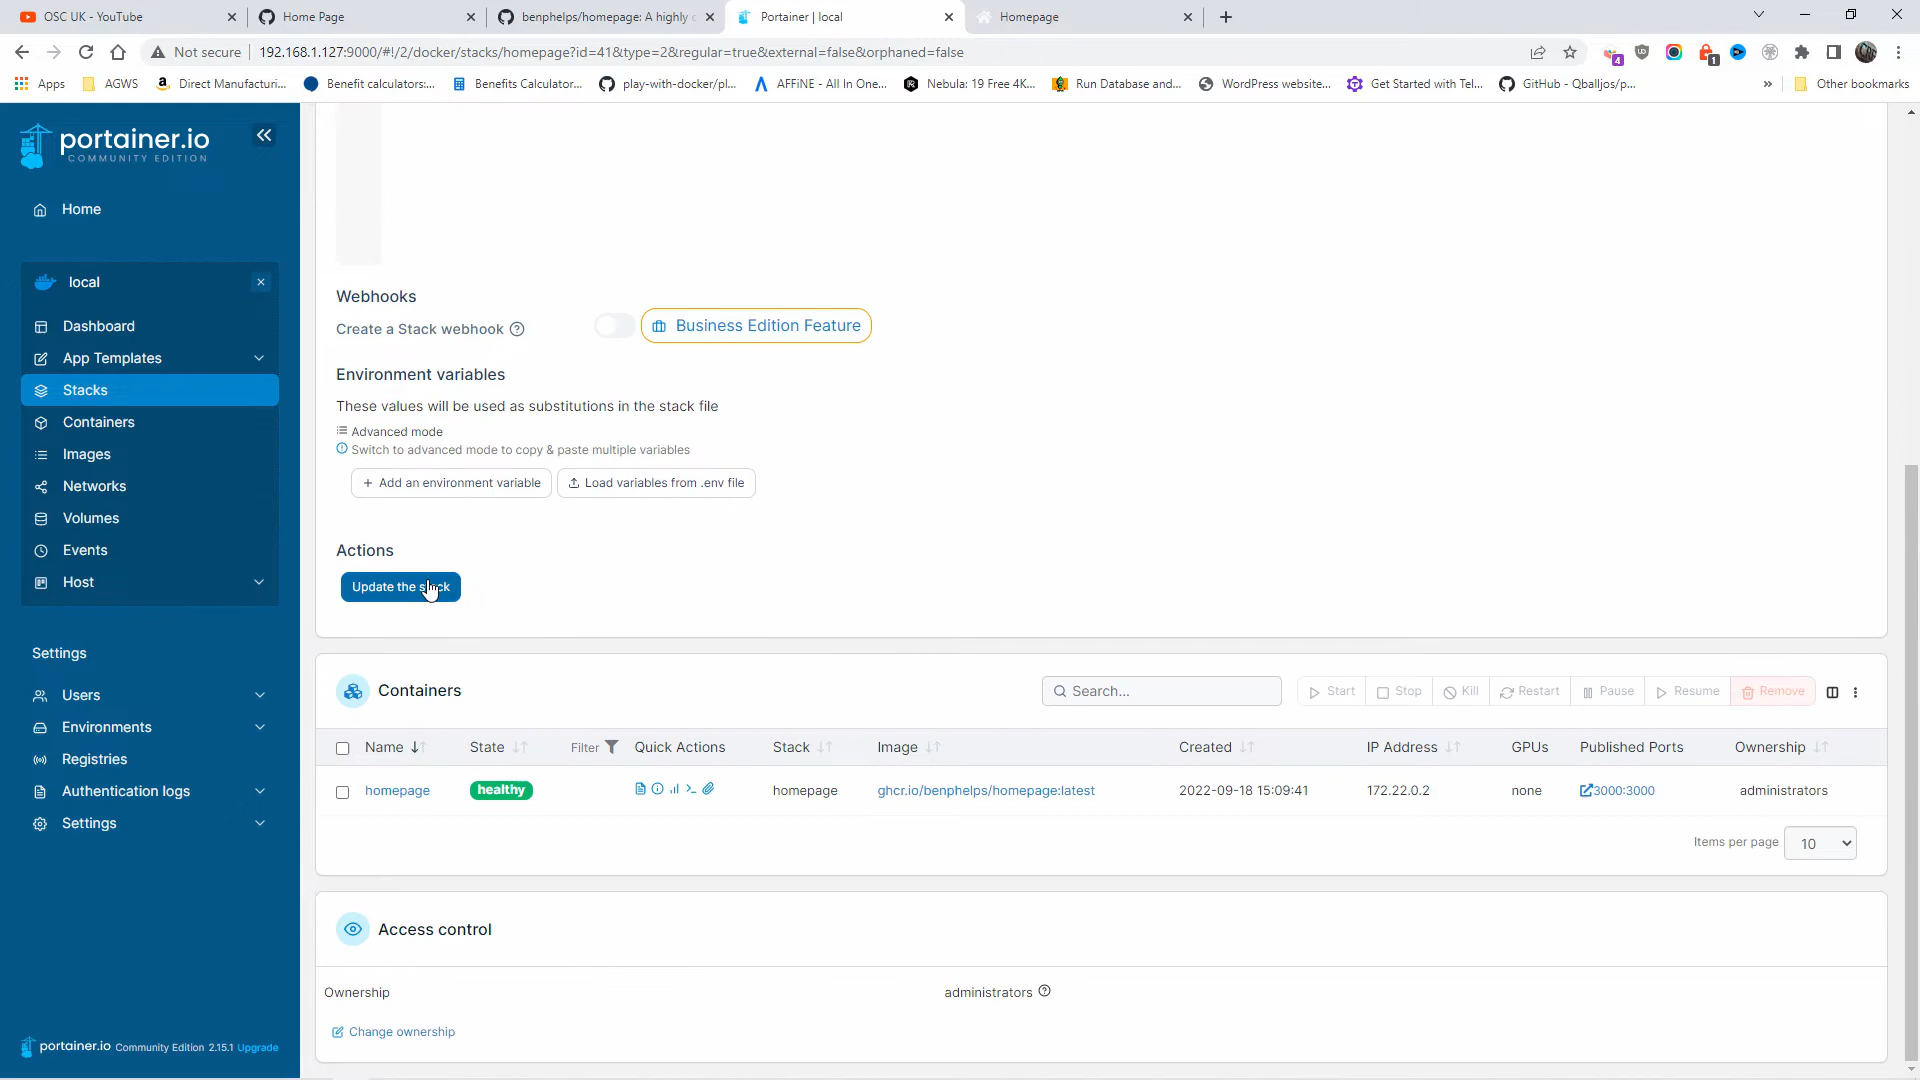 OSC UK - YouTube
Home Page
benphelps/homepage: A highly c
Portainer | local
Homepage
Not secure
192.168.1.127:9000/#!/2/docker/stacks/homepage?id=41&type=2&regular=true&external=false&orphaned=false
4
1
Apps
AGWS
Direct Manufacturi...
Benefit calculators:...
Benefits Calculator...
play-with-docker/pl...
AFFiNE - All In One...
Nebula: 19 Free 4K...
Run Database and...
WordPress website...
Get Started with Tel...
GitHub - Qballjos/p...
»
Other bookmarks
portainer.io
COMMUNITY EDITION
Home
local
Dashboard
App Templates
Stacks
Containers
Images
Networks
Volumes
Events
Host
Settings
Users
Environments
Registries
Authentication logs
Settings
portainer.io Community Edition 2.15.1 Upgrade
Webhooks
Create a Stack webhook
Business Edition Feature
Environment variables
These values will be used as substitutions in the stack file
Advanced mode
Switch to advanced mode to copy & paste multiple variables
+ Add an environment variable
Load variables from .env file
Actions
Update the stack
Containers
Search...
Start
Stop
Kill
Restart
Pause
Resume
Remove
Name
State
Filter
Quick Actions
Stack
Image
Created
IP Address
GPUs
Published Ports
Ownership
homepage
healthy
homepage
ghcr.io/benphelps/homepage:latest
2022-09-18 15:09:41
172.22.0.2
none
3000:3000
administrators
Items per page
10
Access control
Ownership
administrators
Change ownership